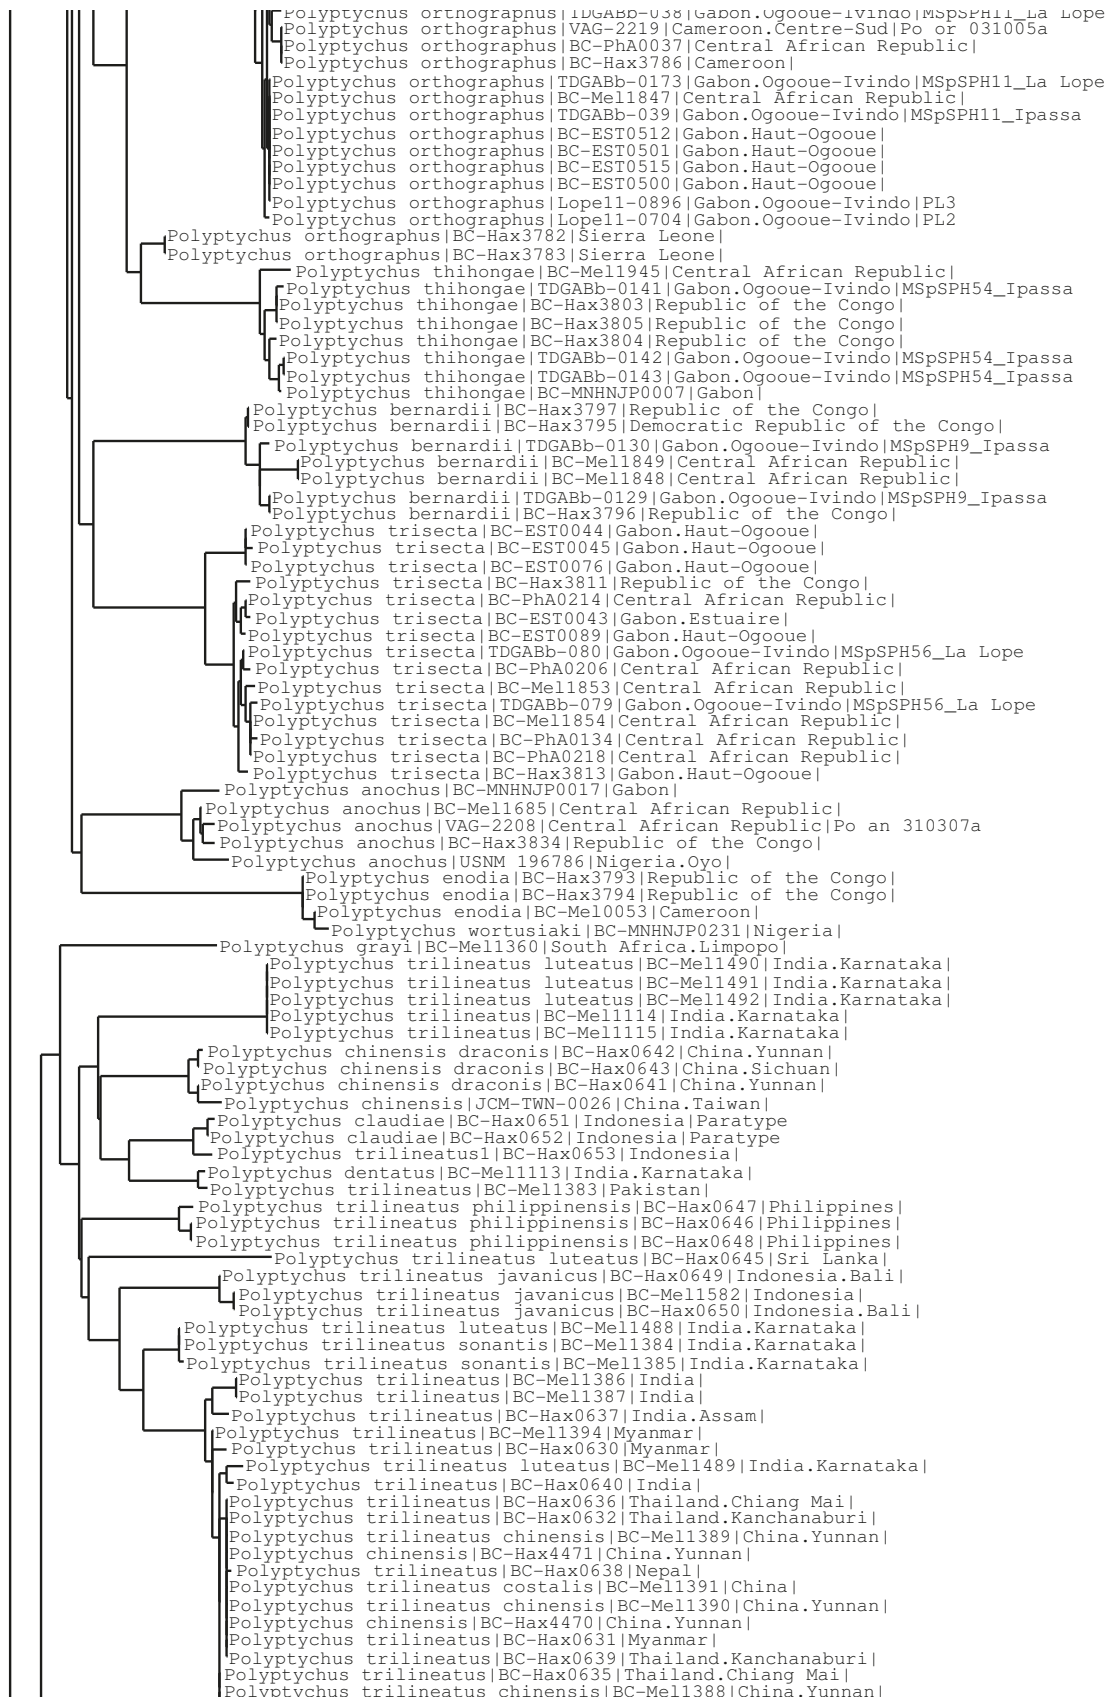 Polyptychus orthographus|TDGABb-038|Gabon.Ogooue-Ivindo|MSpSPH11_La Lope
Polyptychus orthographus|VAG-2219|Cameroon.Centre-Sud|Po or 031005a
Polyptychus orthographus|BC-PhA0037|Central African Republic|
Polyptychus orthographus|BC-Hax3786|Cameroon|
Polyptychus orthographus|TDGABb-0173|Gabon.Ogooue-Ivindo|MSpSPH11_La Lope
Polyptychus orthographus|BC-Mel1847|Central African Republic|
Polyptychus orthographus|TDGABb-039|Gabon.Ogooue-Ivindo|MSpSPH11_Ipassa
Polyptychus orthographus|BC-EST0512|Gabon.Haut-Ogooue|
Polyptychus orthographus|BC-EST0501|Gabon.Haut-Ogooue|
Polyptychus orthographus|BC-EST0515|Gabon.Haut-Ogooue|
Polyptychus orthographus|BC-EST0500|Gabon.Haut-Ogooue|
Polyptychus orthographus|Lope11-0896|Gabon.Ogooue-Ivindo|PL3
Polyptychus orthographus|Lope11-0704|Gabon.Ogooue-Ivindo|PL2
Polyptychus orthographus|BC-Hax3782|Sierra Leone|
Polyptychus orthographus|BC-Hax3783|Sierra Leone|
Polyptychus thihongae|BC-Mel1945|Central African Republic|
Polyptychus thihongae|TDGABb-0141|Gabon.Ogooue-Ivindo|MSpSPH54_Ipassa
Polyptychus thihongae|BC-Hax3803|Republic of the Congo|
Polyptychus thihongae|BC-Hax3805|Republic of the Congo|
Polyptychus thihongae|BC-Hax3804|Republic of the Congo|
Polyptychus thihongae|TDGABb-0142|Gabon.Ogooue-Ivindo|MSpSPH54_Ipassa
Polyptychus thihongae|TDGABb-0143|Gabon.Ogooue-Ivindo|MSpSPH54_Ipassa
Polyptychus thihongae|BC-MNHNJP0007|Gabon|
Polyptychus bernardii|BC-Hax3797|Republic of the Congo|
Polyptychus bernardii|BC-Hax3795|Democratic Republic of the Congo|
Polyptychus bernardii|TDGABb-0130|Gabon.Ogooue-Ivindo|MSpSPH9_Ipassa
Polyptychus bernardii|BC-Mel1849|Central African Republic|
Polyptychus bernardii|BC-Mel1848|Central African Republic|
Polyptychus bernardii|TDGABb-0129|Gabon.Ogooue-Ivindo|MSpSPH9_Ipassa
Polyptychus bernardii|BC-Hax3796|Republic of the Congo|
Polyptychus trisecta|BC-EST0044|Gabon.Haut-Ogooue|
Polyptychus trisecta|BC-EST0045|Gabon.Haut-Ogooue|
Polyptychus trisecta|BC-EST0076|Gabon.Haut-Ogooue|
Polyptychus trisecta|BC-Hax3811|Republic of the Congo|
Polyptychus trisecta|BC-PhA0214|Central African Republic|
Polyptychus trisecta|BC-EST0043|Gabon.Estuaire|
Polyptychus trisecta|BC-EST0089|Gabon.Haut-Ogooue|
Polyptychus trisecta|TDGABb-080|Gabon.Ogooue-Ivindo|MSpSPH56_La Lope
Polyptychus trisecta|BC-PhA0206|Central African Republic|
Polyptychus trisecta|BC-Mel1853|Central African Republic|
Polyptychus trisecta|TDGABb-079|Gabon.Ogooue-Ivindo|MSpSPH56_La Lope
Polyptychus trisecta|BC-Mel1854|Central African Republic|
Polyptychus trisecta|BC-PhA0134|Central African Republic|
Polyptychus trisecta|BC-PhA0218|Central African Republic|
Polyptychus trisecta|BC-Hax3813|Gabon.Haut-Ogooue|
Polyptychus anochus|BC-MNHNJP0017|Gabon|
Polyptychus anochus|BC-Mel1685|Central African Republic|
Polyptychus anochus|VAG-2208|Central African Republic|Po an 310307a
Polyptychus anochus|BC-Hax3834|Republic of the Congo|
Polyptychus anochus|USNM 196786|Nigeria.Oyo|
Polyptychus enodia|BC-Hax3793|Republic of the Congo|
Polyptychus enodia|BC-Hax3794|Republic of the Congo|
Polyptychus enodia|BC-Mel0053|Cameroon|
Polyptychus wortusiaki|BC-MNHNJP0231|Nigeria|
Polyptychus grayi|BC-Mel1360|South Africa.Limpopo|
Polyptychus trilineatus luteatus|BC-Mel1490|India.Karnataka|
Polyptychus trilineatus luteatus|BC-Mel1491|India.Karnataka|
Polyptychus trilineatus luteatus|BC-Mel1492|India.Karnataka|
Polyptychus trilineatus|BC-Mel1114|India.Karnataka|
Polyptychus trilineatus|BC-Mel1115|India.Karnataka|
Polyptychus chinensis draconis|BC-Hax0642|China.Yunnan|
Polyptychus chinensis draconis|BC-Hax0643|China.Sichuan|
Polyptychus chinensis draconis|BC-Hax0641|China.Yunnan|
Polyptychus chinensis|JCM-TWN-0026|China.Taiwan|
Polyptychus claudiae|BC-Hax0651|Indonesia|Paratype
Polyptychus claudiae|BC-Hax0652|Indonesia|Paratype
Polyptychus trilineatus1|BC-Hax0653|Indonesia|
Polyptychus dentatus|BC-Mel1113|India.Karnataka|
Polyptychus trilineatus|BC-Mel1383|Pakistan|
Polyptychus trilineatus philippinensis|BC-Hax0647|Philippines|
Polyptychus trilineatus philippinensis|BC-Hax0646|Philippines|
Polyptychus trilineatus philippinensis|BC-Hax0648|Philippines|
Polyptychus trilineatus luteatus|BC-Hax0645|Sri Lanka|
Polyptychus trilineatus javanicus|BC-Hax0649|Indonesia.Bali|
Polyptychus trilineatus javanicus|BC-Mel1582|Indonesia|
Polyptychus trilineatus javanicus|BC-Hax0650|Indonesia.Bali|
Polyptychus trilineatus luteatus|BC-Mel1488|India.Karnataka|
Polyptychus trilineatus sonantis|BC-Mel1384|India.Karnataka|
Polyptychus trilineatus sonantis|BC-Mel1385|India.Karnataka|
Polyptychus trilineatus|BC-Mel1386|India|
Polyptychus trilineatus|BC-Mel1387|India|
Polyptychus trilineatus|BC-Hax0637|India.Assam|
Polyptychus trilineatus|BC-Mel1394|Myanmar|
Polyptychus trilineatus|BC-Hax0630|Myanmar|
Polyptychus trilineatus luteatus|BC-Mel1489|India.Karnataka|
Polyptychus trilineatus|BC-Hax0640|India|
Polyptychus trilineatus|BC-Hax0636|Thailand.Chiang Mai|
Polyptychus trilineatus|BC-Hax0632|Thailand.Kanchanaburi|
Polyptychus trilineatus chinensis|BC-Mel1389|China.Yunnan|
Polyptychus chinensis|BC-Hax4471|China.Yunnan|
Polyptychus trilineatus|BC-Hax0638|Nepal|
Polyptychus trilineatus costalis|BC-Mel1391|China|
Polyptychus trilineatus chinensis|BC-Mel1390|China.Yunnan|
Polyptychus chinensis|BC-Hax4470|China.Yunnan|
Polyptychus trilineatus|BC-Hax0631|Myanmar|
Polyptychus trilineatus|BC-Hax0639|Thailand.Kanchanaburi|
Polyptychus trilineatus|BC-Hax0635|Thailand.Chiang Mai|
Polyptychus trilineatus chinensis|BC-Mel1388|China.Yunnan|